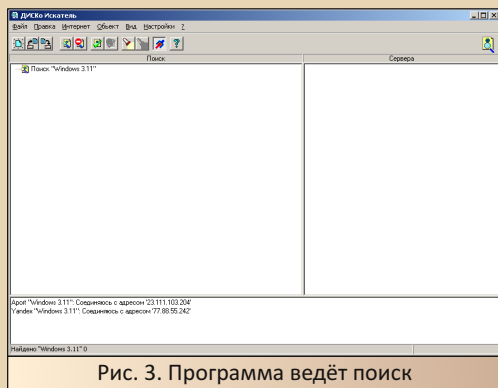 ДИСКо Искатель
Файл Правка Интернет Объект Вид Настройки ?
Поиск
Сервера
Поиск "Windows 3.11"
Aport "Windows 3.11": Соединяюсь с адресом '23.111.103.204'
Yandex "Windows 3.11": Соединяюсь с адресом '77.88.55.242'
Найдено "Windows 3.11" 0
Рис. 3. Программа ведёт поиск